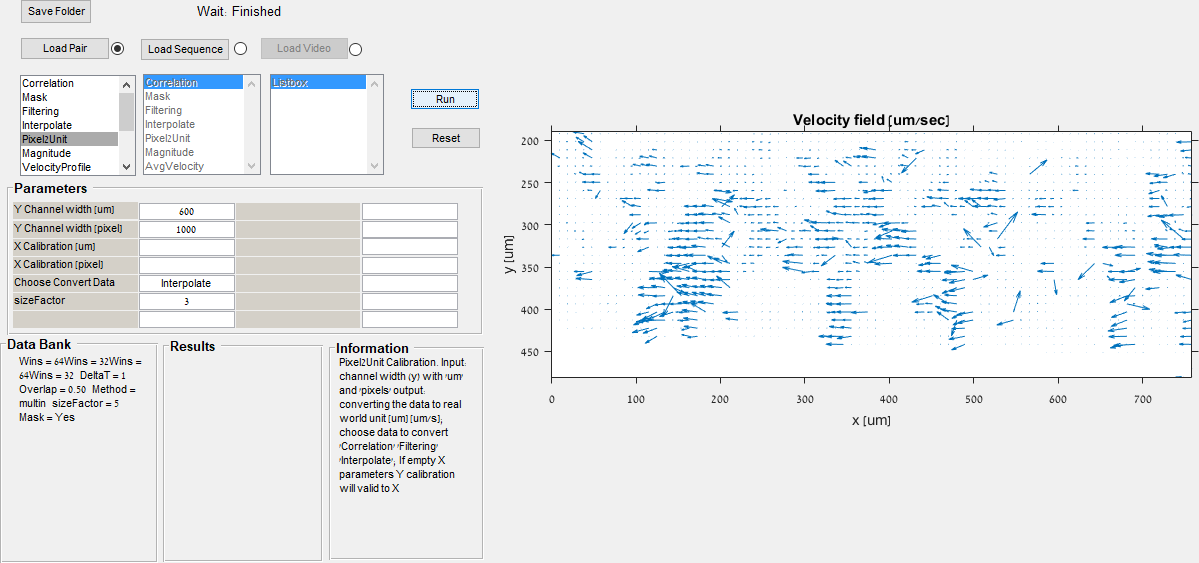 Save Folder
Wait: Finished
Load Pair
Load Sequence
Load Video
Correlation
Mask
Filtering
Interpolate
Pixel2Unit
Magnitude
VelocityProfile
Correlation
Mask
Filtering
Interpolate
Pixel2Unit
Magnitude
AvgVelocity
Listbox
Run
Reset
Parameters
Y Channel width [um] 600
Y Channel width [pixel] 1000
X Calibration [um]
X Calibration [pixel]
Choose Convert Data Interpolate
sizeFactor 3
Data Bank
Wins = 64Wins = 32Wins =
64Wins = 32 DeltaT = 1
Overlap = 0.50 Method =
multin sizeFactor = 5
Mask = Yes
Results
Information
Pixel2Unit Calibration. Input:
channel width (y) with 'um'
and 'pixels' output:
converting the data to real
world unit [um] [um/s];
choose data to convert
'Correlation' 'Filtering'
'Interpolate'; If empty X
parameters Y calibration
will valid to X
Velocity field [um/sec]
200
250
300
350
400
450
y [um]
0 100 200 300 400 500 600 700
x [um]